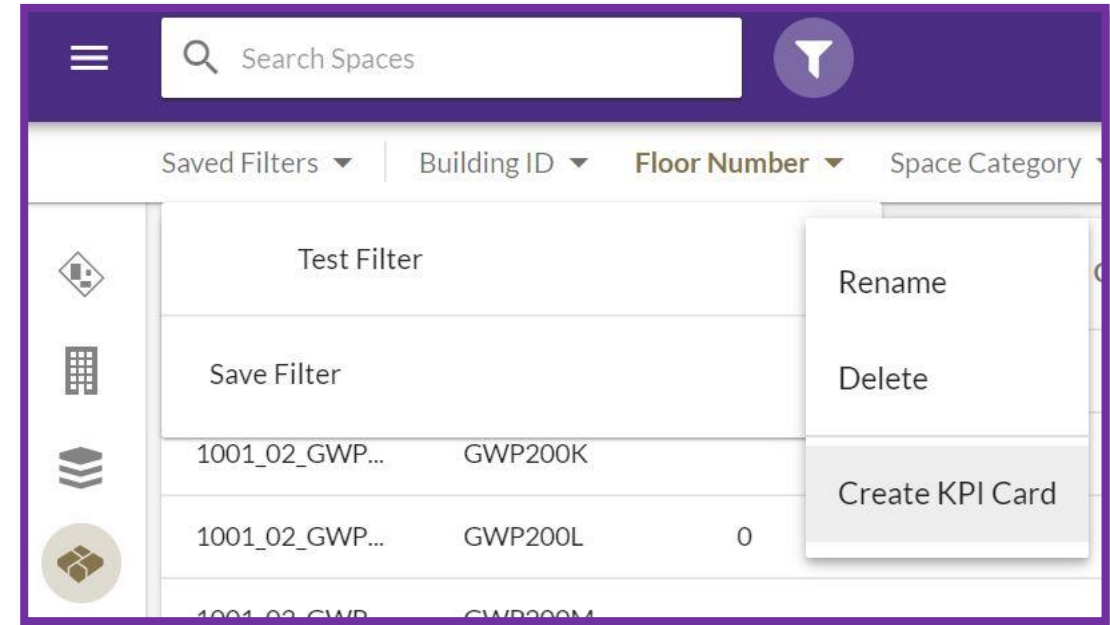 Search Spaces
Saved Filters Building ID Floor Number Space Category
Test Filter
Rename
Save Filter
Delete
1001_02_GWP... GWP200K
Create KPI Card
1001_02_GWP... GWP200L 0